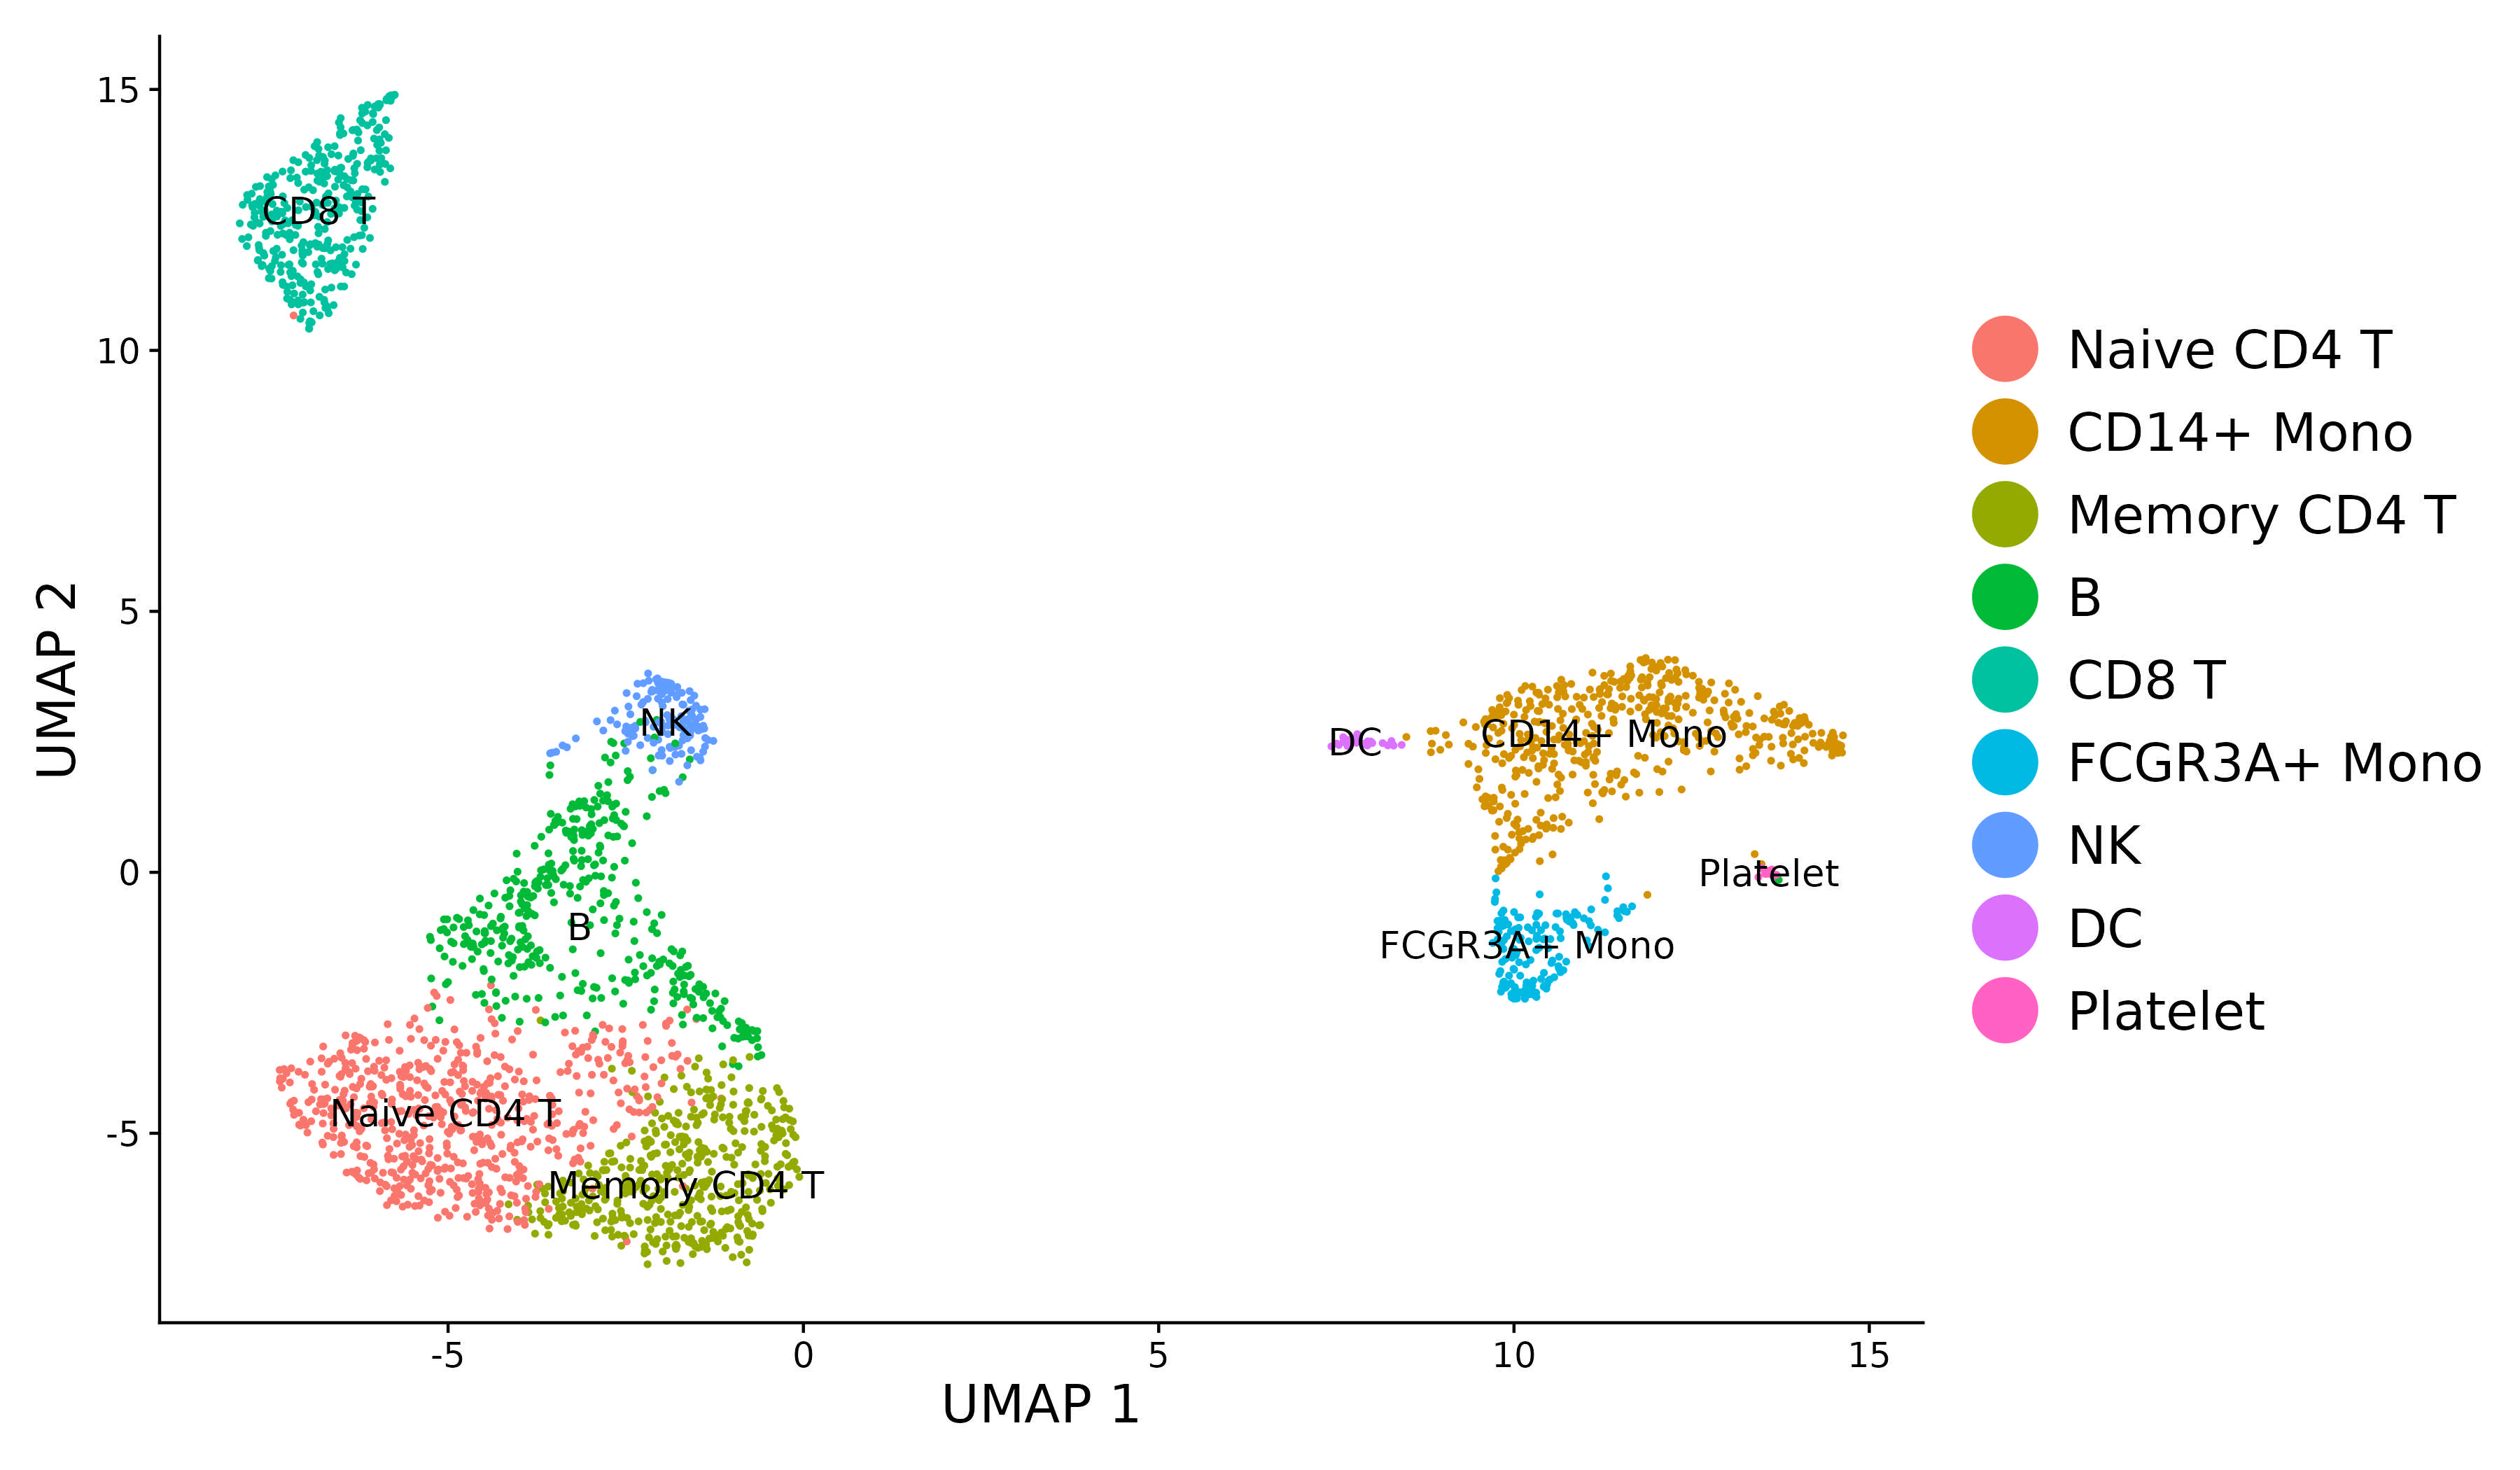 15
10
5
0
-5
UMAP 2
-5
0
5
10
15
UMAP 1
CD8 T
NK
DC
CD14+ Mono
Platelet
B
FCGR3A+ Mono
Naive CD4 T
Memory CD4 T
Naive CD4 T
CD14+ Mono
Memory CD4 T
B
CD8 T
FCGR3A+ Mono
NK
DC
Platelet